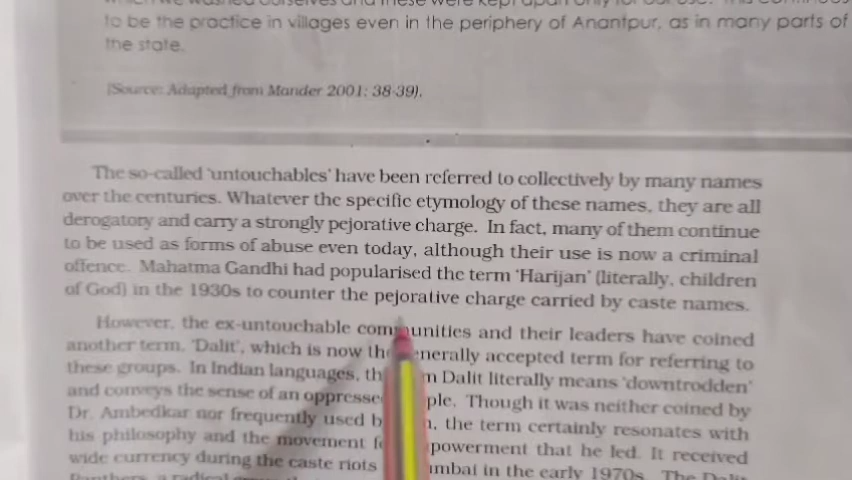 to be the practice in villages even in the periphery of Anantpur, as in many parts of
the state.
(Source: Adapted from Mander 2001: 38-39).
The so-called 'untouchables' have been referred to collectively by many names
over the centuries. Whatever the specific etymology of these names, they are all
derogatory and carry a strongly pejorative charge. In fact, many of them continue
to be used as forms of abuse even today, although their use is now a criminal
offence. Mahatma Gandhi had popularised the term 'Harijan' (literally, children
of God) in the 1930s to counter the pejorative charge carried by caste names.
However, the ex-untouchable communities and their leaders have coined
another term, 'Dalit', which is now the generally accepted term for referring to
these groups. In Indian languages, the term Dalit literally means 'downtrodden'
and conveys the sense of an oppressed people. Though it was neither coined by
Dr. Ambedkar nor frequently used by him, the term certainly resonates with
his philosophy and the movement for empowerment that he led. It received
wide currency during the caste riots in Mumbai in the early 1970s. The Dalit